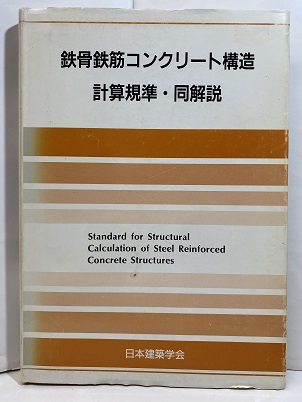 鉄骨鉄筋コンクリート構造
計算規準・同解説
Standard for Structural
Calculation of Steel Reinforced
Concrete Structures
日本建築学会